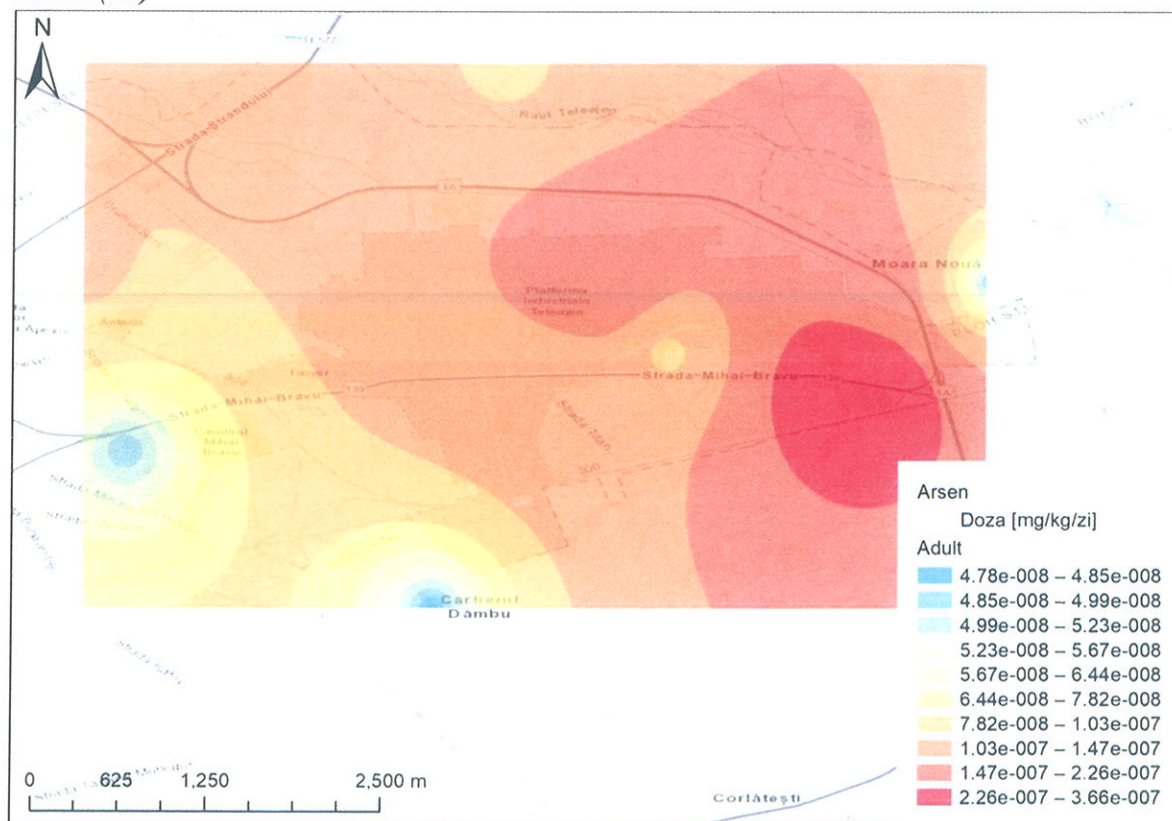 N
Strada-Ștrandului
Raul Teleajen
1A
Moara Nouă
Platforma
Industriala
Teleajen
Strada-Mihai-Bravu
Strada-Mihai-Bravu
Cartierul
Mihai
Bravu
Cartierul
Dâmbu
Corlătești
0 625 1,250 2,500 m
Arsen
Doza [mg/kg/zi]
Adult
4.78e-008 – 4.85e-008
4.85e-008 – 4.99e-008
4.99e-008 – 5.23e-008
5.23e-008 – 5.67e-008
5.67e-008 – 6.44e-008
6.44e-008 – 7.82e-008
7.82e-008 – 1.03e-007
1.03e-007 – 1.47e-007
1.47e-007 – 2.26e-007
2.26e-007 – 3.66e-007